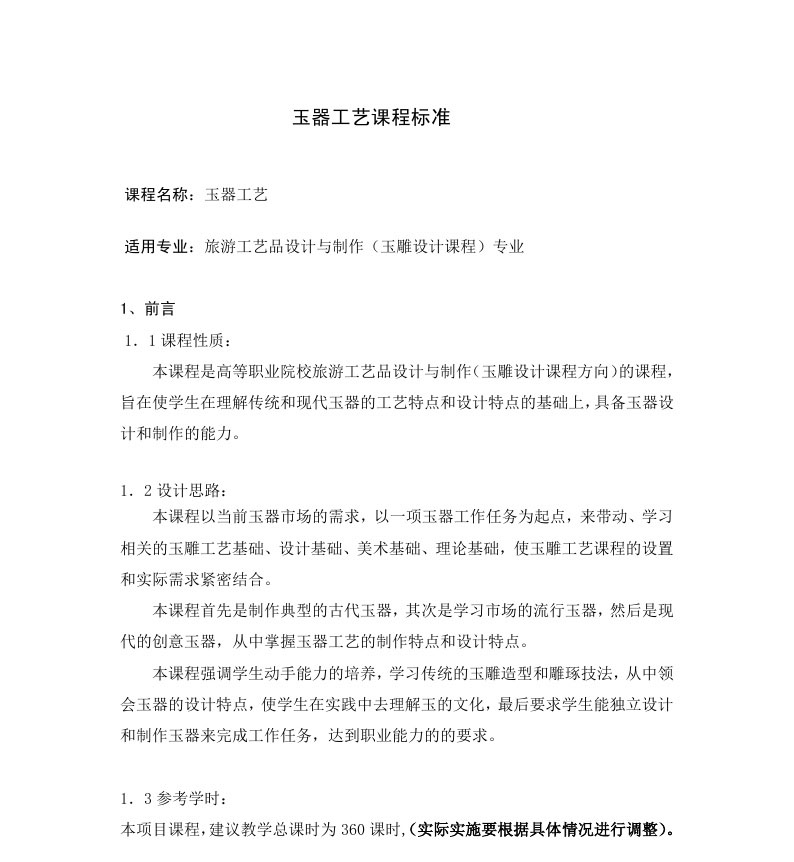 玉器工艺课程标准
课程名称：玉器工艺
适用专业：旅游工艺品设计与制作（玉雕设计课程）专业
1、前言
1．1 课程性质：
本课程是高等职业院校旅游工艺品设计与制作（玉雕设计课程方向）的课程，
旨在使学生在理解传统和现代玉器的工艺特点和设计特点的基础上，具备玉器设
计和制作的能力。
1．2 设计思路：
本课程以当前玉器市场的需求，以一项玉器工作任务为起点，来带动、学习
相关的玉雕工艺基础、设计基础、美术基础、理论基础，使玉雕工艺课程的设置
和实际需求紧密结合。
本课程首先是制作典型的古代玉器，其次是学习市场的流行玉器，然后是现
代的创意玉器，从中掌握玉器工艺的制作特点和设计特点。
本课程强调学生动手能力的培养，学习传统的玉雕造型和雕琢技法，从中领
会玉器的设计特点，使学生在实践中去理解玉的文化，最后要求学生能独立设计
和制作玉器来完成工作任务，达到职业能力的的要求。
1．3 参考学时：
本项目课程，建议教学总课时为 360 课时,（实际实施要根据具体情况进行调整）。